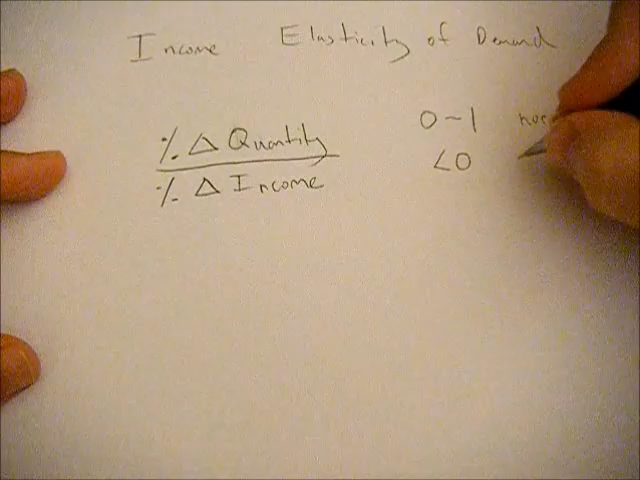 Income Elasticity of Demand
% Δ Quantity
% Δ Income
0 ~ 1
<0